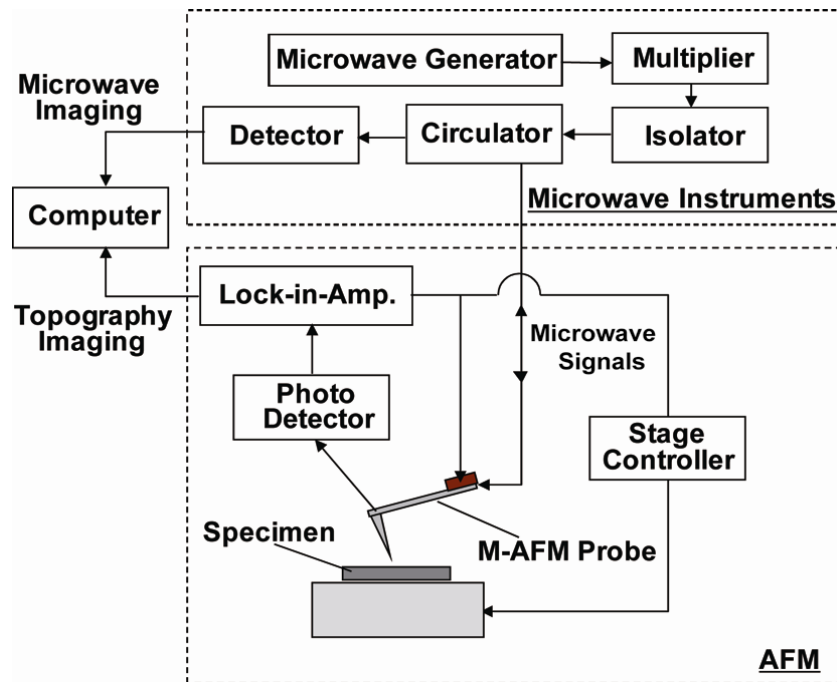 Microwave Generator
Multiplier
Microwave
Imaging
Detector
Circulator
Isolator
Microwave Instruments
Computer
Lock-in-Amp.
Topography
Imaging
Microwave
Signals
Photo
Detector
Stage
Controller
Specimen
M-AFM Probe
AFM